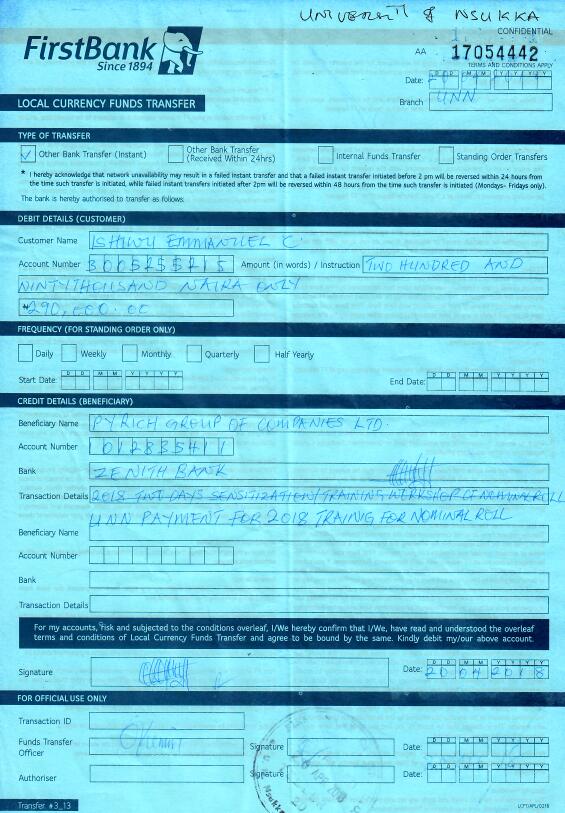 UNIVERSITY OF NSUKKA
CONFIDENTIAL
FirstBank
Since 1894
AA 17054442
TERMS AND CONDITIONS APPLY
Date: D D M M Y Y Y Y
LOCAL CURRENCY FUNDS TRANSFER
Branch UNN
TYPE OF TRANSFER
Other Bank Transfer (Instant) Other Bank Transfer (Received Within 24hrs) Internal Funds Transfer Standing Order Transfers
* I hereby acknowledge that network unavailability may result in a failed instant transfer and that a failed instant transfer initiated before 2 pm will be reversed within 24 hours from
the time such transfer is initiated, while failed instant transfers initiated after 2pm will be reversed within 48 hours from the time such transfer is initiated (Mondays- Fridays only).
The bank is hereby authorised to transfer as follows:
DEBIT DETAILS (CUSTOMER)
Customer Name ISHIWU EMMANUEL C.
Account Number 3005255215 Amount (in words) / Instruction TWO HUNDRED AND
NINTYTHOUSAND NAIRA ONLY
₦290,000.00
FREQUENCY (FOR STANDING ORDER ONLY)
Daily Weekly Monthly Quarterly Half Yearly
Start Date: D D M M Y Y Y Y End Date: D D M M Y Y Y Y
CREDIT DETAILS (BENEFICIARY)
Beneficiary Name PYRICH GROUP OF COMPANIES LTD.
Account Number 1012835411
Bank ZENITH BANK
Transaction Details 2018 TWO DAYS SENSITIZATION/TRAINING WORKSHOP OF NOMINAL ROLL
UNN PAYMENT FOR 2018 TRAINIG FOR NOMINAL ROLL
Beneficiary Name
Account Number
Bank
Transaction Details
For my accounts, risk and subjected to the conditions overleaf, I/We hereby confirm that I/We, have read and understood the overleaf
terms and conditions of Local Currency Funds Transfer and agree to be bound by the same. Kindly debit my/our above account.
Signature Date: D D M M Y Y Y Y 20 04 2018
FOR OFFICIAL USE ONLY
Transaction ID
Funds Transfer Officer Signature Date: D D M M Y Y Y Y
Authoriser Signature Date: D D M M Y Y Y Y
APR 2018
Nsukka
Transfer #3_13